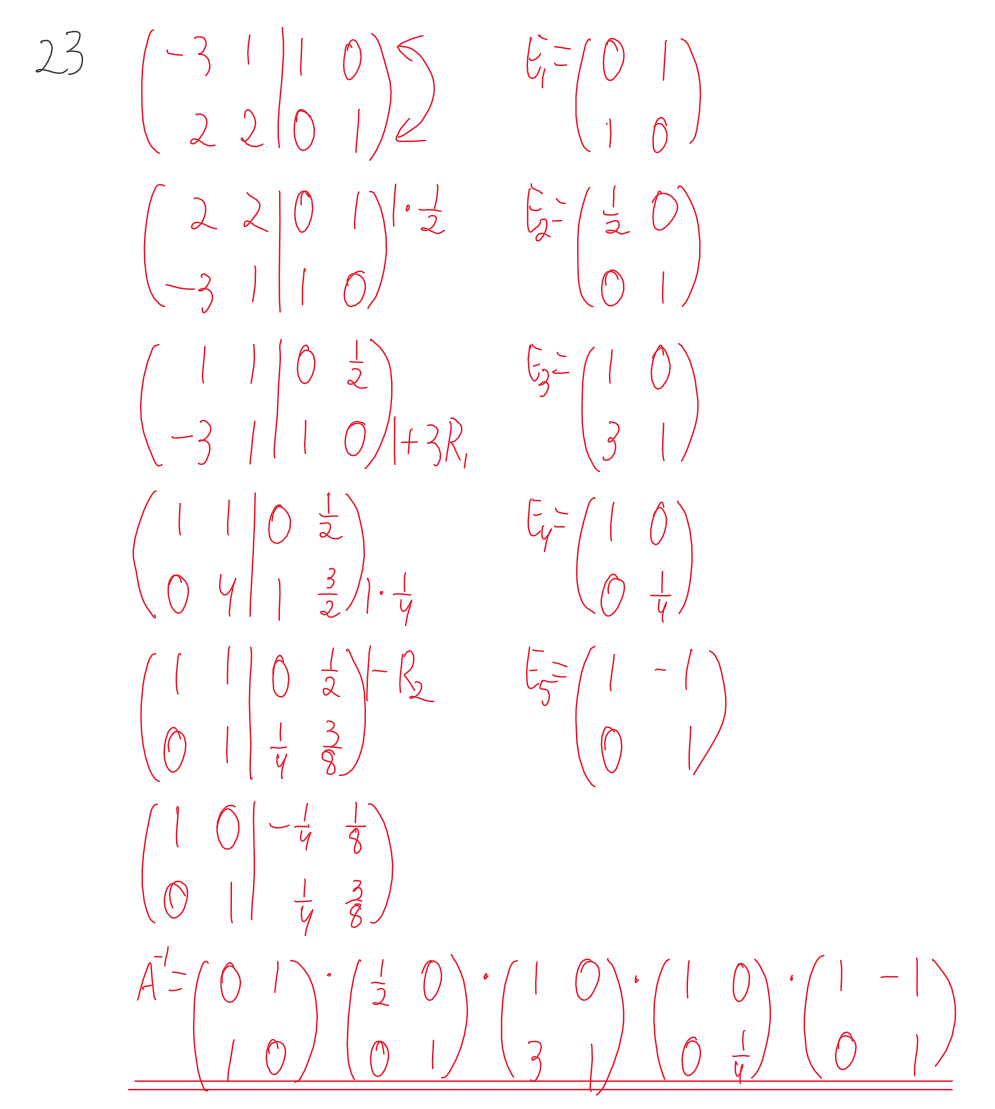 23 (-3 1 | 1 0) E₁= (0 1)
(2 2 | 0 1) (1 0)
(2 2 | 0 1) |·1/2 E₂= (1/2 0)
(-3 1 | 1 0) (0 1)
(1 1 | 0 1/2) E₃= (1 0)
(-3 1 | 1 0) |+3R₁ (3 1)
(1 1 | 0 1/2) E₄= (1 0)
(0 4 | 1 3/2) |·1/4 (0 1/4)
(1 1 | 0 1/2) |-R₂ E₅= (1 -1)
(0 1 | 1/4 3/8) (0 1)
(1 0 | -1/4 1/8)
(0 1 | 1/4 3/8)
A⁻¹= (0 1) · (1/2 0) · (1 0) · (1 0) · (1 -1)
(1 0) (0 1) (3 1) (0 1/4) (0 1)